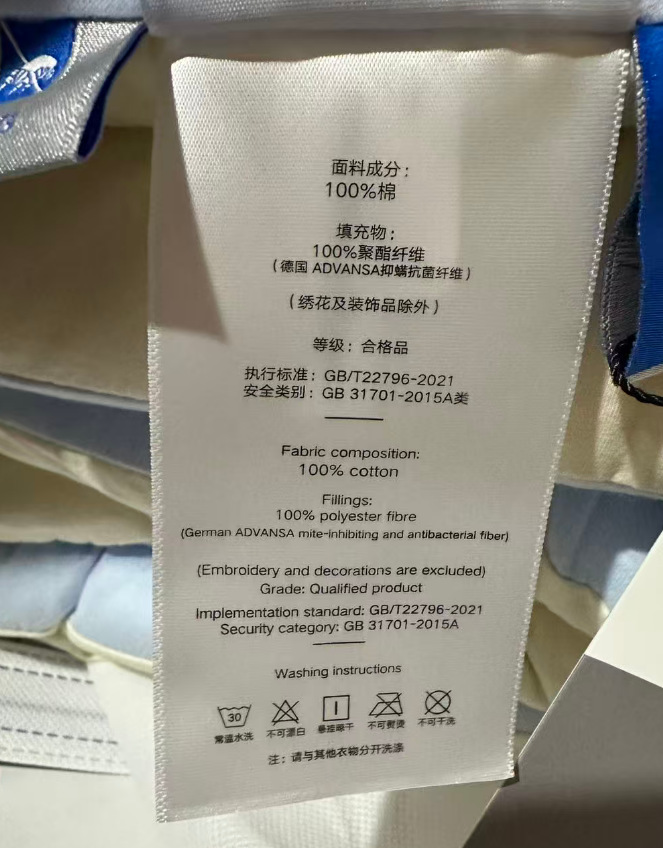 面料成分：
100%棉
填充物：
100%聚酯纤维
（德国 ADVANSA抑螨抗菌纤维）
（绣花及装饰品除外）
等级：合格品
执行标准：GB/T22796-2021
安全类别：GB 31701-2015A类
Fabric composition:
100% cotton
Fillings:
100% polyester fibre
(German ADVANSA mite-inhibiting and antibacterial fiber)
(Embroidery and decorations are excluded)
Grade: Qualified product
Implementation standard: GB/T22796-2021
Security category: GB 31701-2015A
Washing instructions
30
常温水洗 不可漂白 悬挂晾干 不可熨烫 不可干洗
注：请与其他衣物分开洗涤